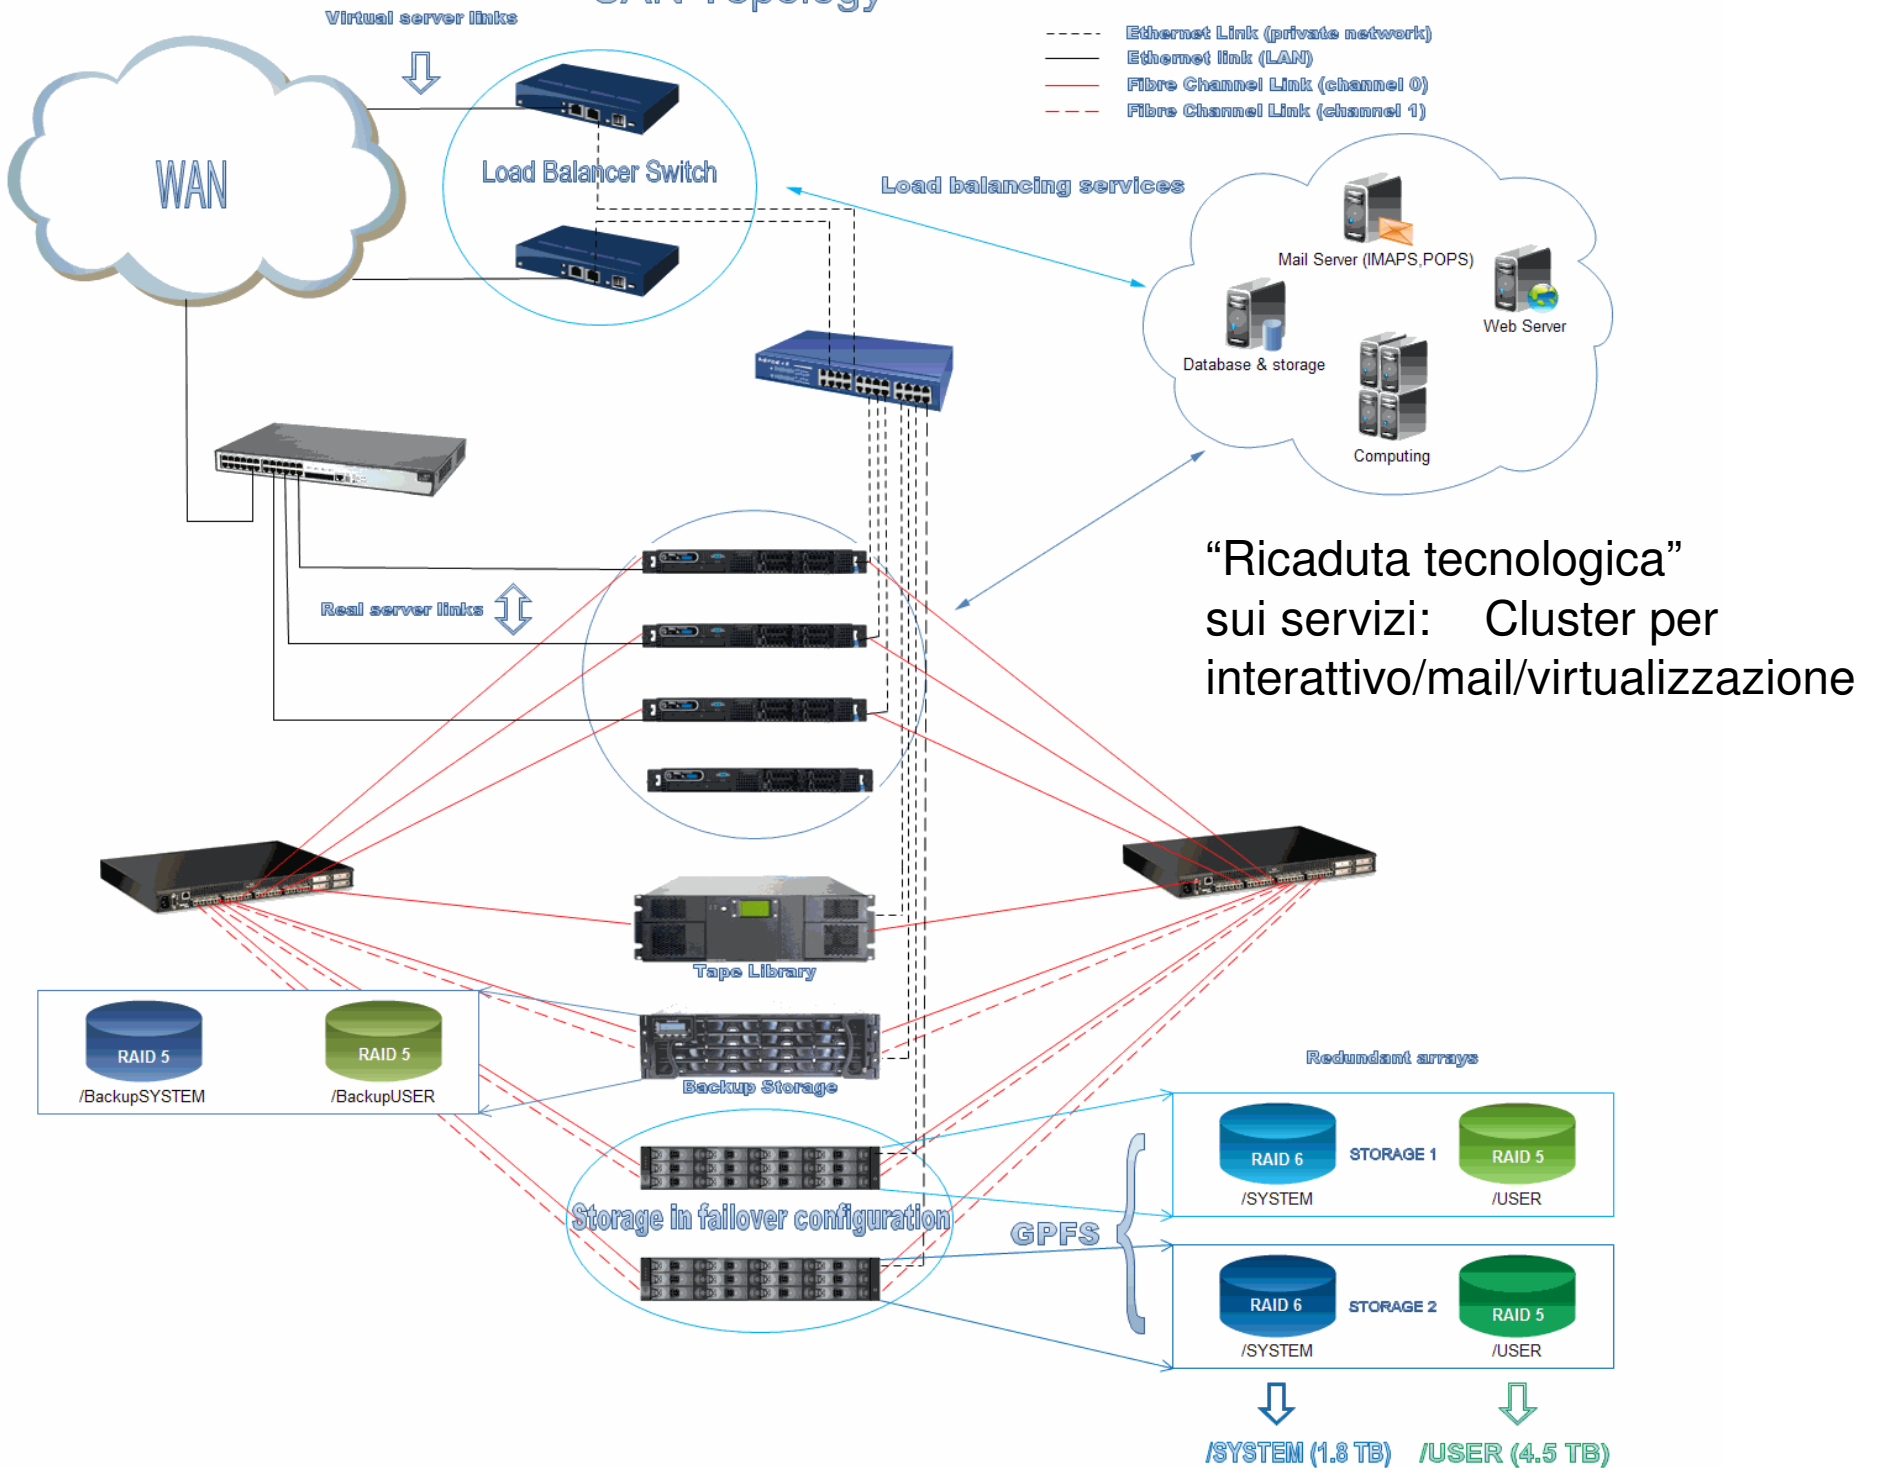 SAN Topology
Virtual server links
Ethernet Link (private network)
Ethernet link (LAN)
Fibre Channel Link (channel 0)
Fibre Channel Link (channel 1)
WAN
Load Balancer Switch
Load balancing services
Mail Server (IMAPS,POPS)
Web Server
Database & storage
Computing
“Ricaduta tecnologica”
sui servizi: Cluster per
interattivo/mail/virtualizzazione
Real server links
Tape Library
RAID 5
/BackupSYSTEM
RAID 5
/BackupUSER
Backup Storage
Redundant arrays
RAID 6
/SYSTEM
STORAGE 1
RAID 5
/USER
Storage in failover configuration
GPFS
RAID 6
/SYSTEM
STORAGE 2
RAID 5
/USER
/SYSTEM (1.8 TB)
/USER (4.5 TB)